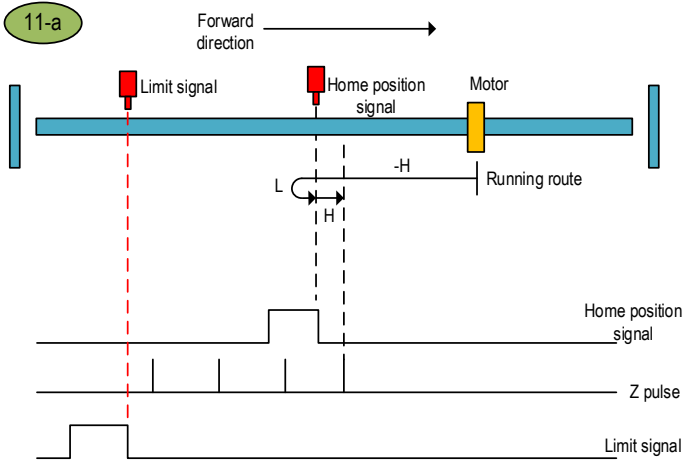 11-a
Forward
direction
Limit signal
Home position
signal
Motor
-H
L
Running route
H
Home position
signal
Z pulse
Limit signal